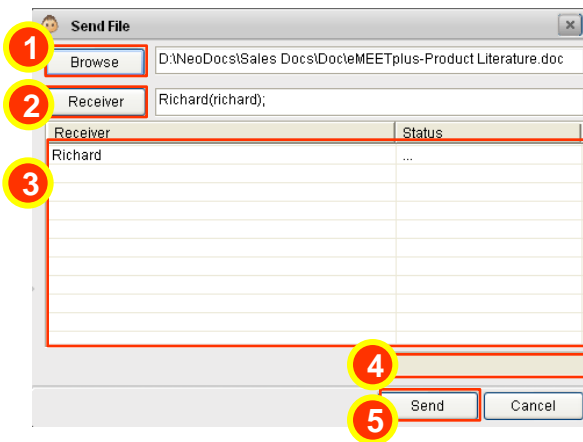 Send File
1
Browse D:\NeoDocs\Sales Docs\Doc\eMEETplus-Product Literature.doc
2
Receiver Richard(richard);
Receiver Status
Richard ...
3
4
Send Cancel
5